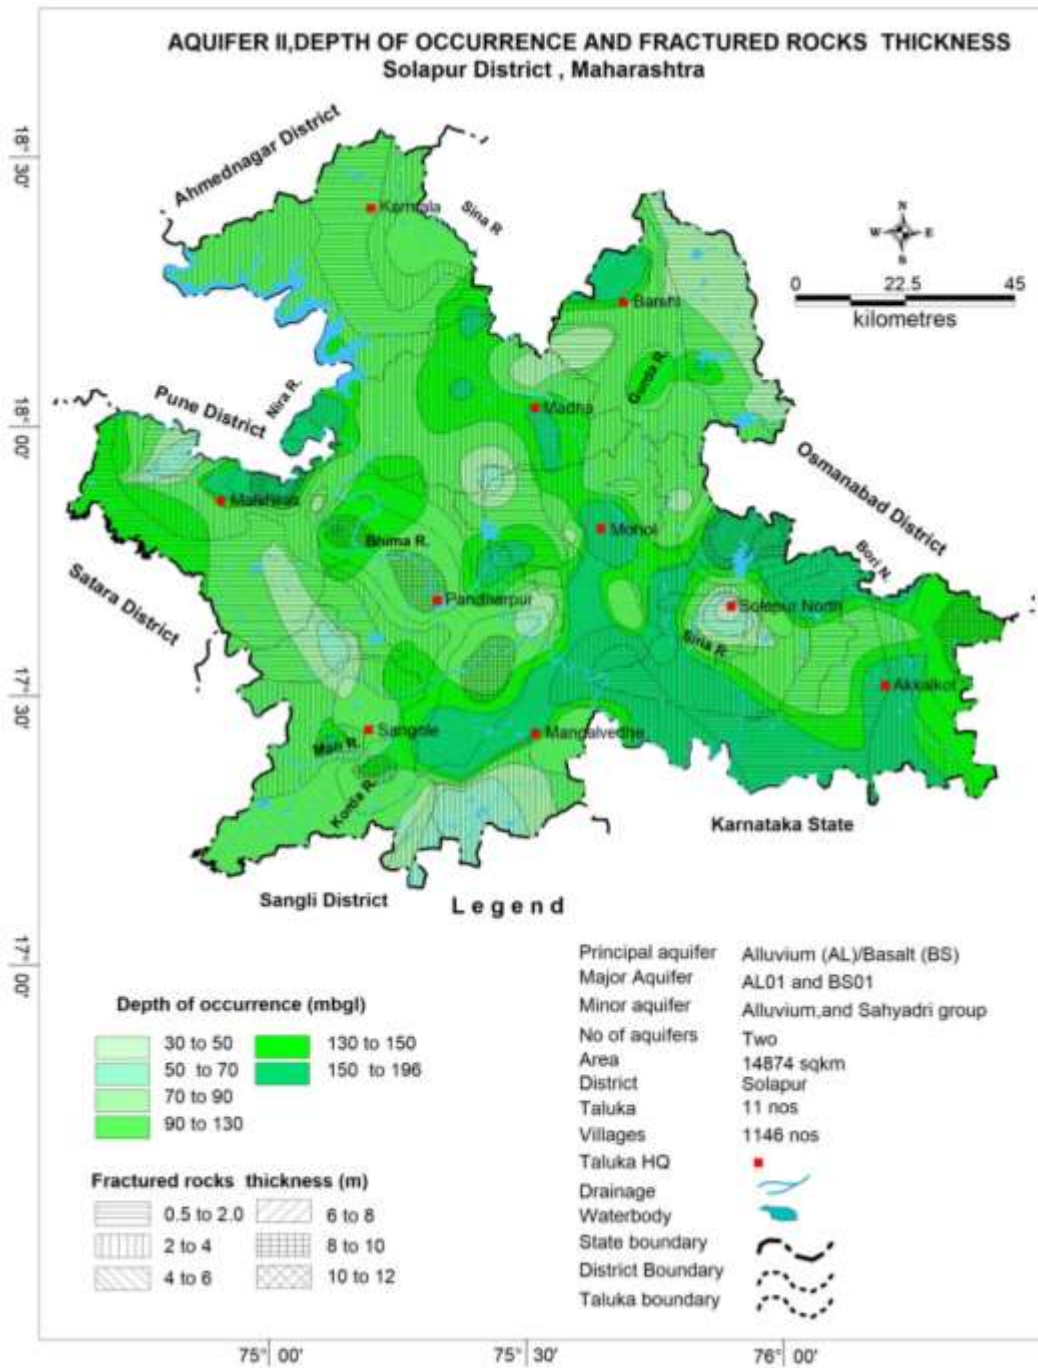 AQUIFER II,DEPTH OF OCCURRENCE AND FRACTURED ROCKS THICKNESS
Solapur District , Maharashtra
Ahmednagar District
18° 30'
Karmala
Sina R.
N
W E
S
0 22.5 45
kilometres
Barshi
Nira R.
Pune District
18° 00'
Madha
Osmanabad District
Malshiras
Mohol
Bhima R.
Bori N.
Satara District
Pandharpur
Solapur North
Sina R.
17° 30'
Akkalkot
Man R.
Sangole
Mangalvedhe
Korda R.
Karnataka State
Sangli District
Legend
17° 00'
Principal aquifer Alluvium (AL)/Basalt (BS)
Major Aquifer AL01 and BS01
Minor aquifer Alluvium,and Sahyadri group
No of aquifers Two
Area 14874 sqkm
District Solapur
Taluka 11 nos
Villages 1146 nos
Taluka HQ
Drainage
Waterbody
State boundary
District Boundary
Taluka boundary
Depth of occurrence (mbgl)
30 to 50 130 to 150
50 to 70 150 to 196
70 to 90
90 to 130
Fractured rocks thickness (m)
0.5 to 2.0 6 to 8
2 to 4 8 to 10
4 to 6 10 to 12
75° 00' 75° 30' 76° 00'